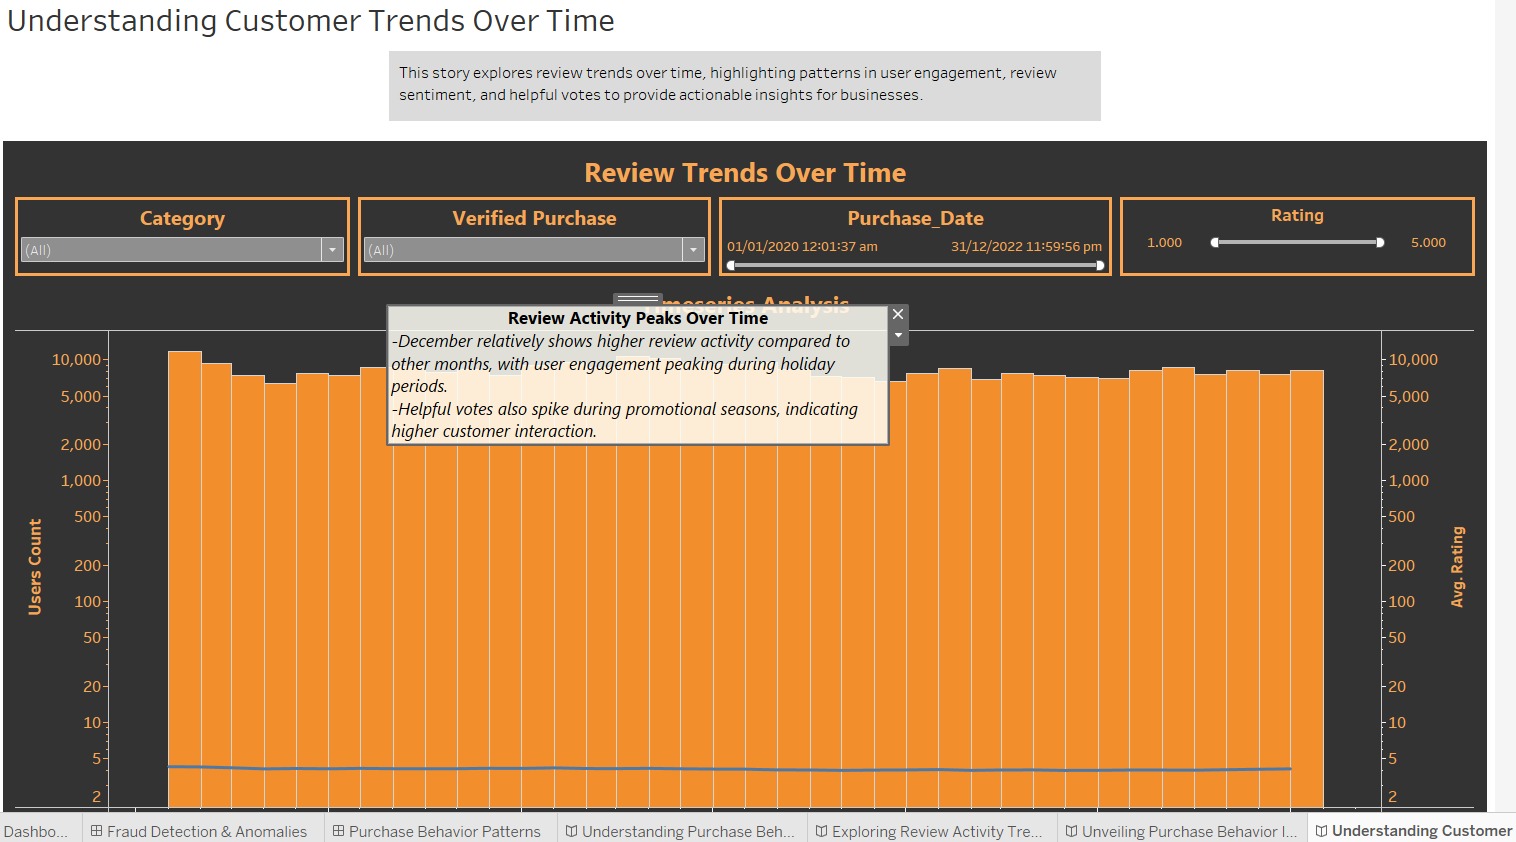 Understanding Customer Trends Over Time
This story explores review trends over time, highlighting patterns in user engagement, review
sentiment, and helpful votes to provide actionable insights for businesses.
Review Trends Over Time
Category
(All)
Verified Purchase
(All)
Purchase_Date
01/01/2020 12:01:37 am 31/12/2022 11:59:56 pm
Rating
1.000 5.000
Analysis
Review Activity Peaks Over Time
-December relatively shows higher review activity compared to
other months, with user engagement peaking during holiday
periods.
-Helpful votes also spike during promotional seasons, indicating
higher customer interaction.
Users Count
10,000
5,000
2,000
1,000
500
200
100
50
20
10
5
2
10,000
5,000
2,000
1,000
500
200
100
50
20
10
5
2
Avg. Rating
Dashbo... Fraud Detection & Anomalies Purchase Behavior Patterns Understanding Purchase Beh... Exploring Review Activity Tre... Unveiling Purchase Behavior I... Understanding Customer